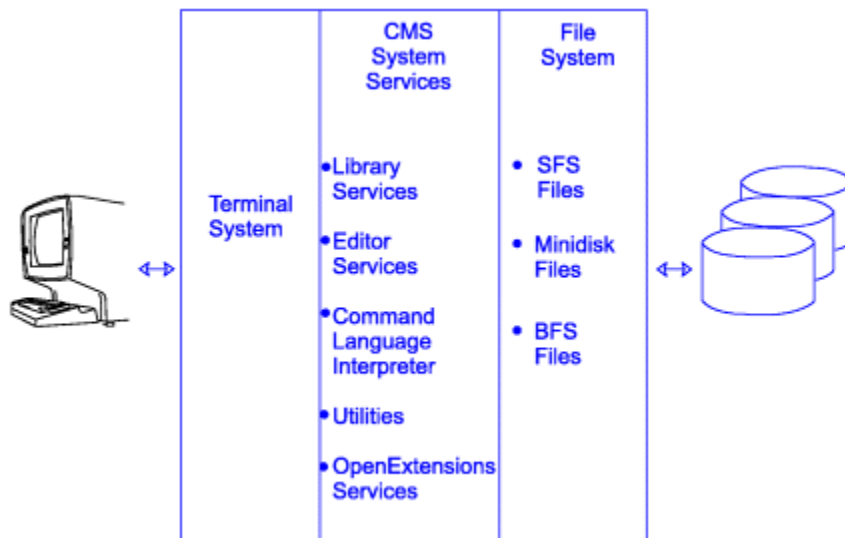 CMS
System
Services
File
System
Terminal
System
•Library
Services
•Editor
Services
•Command
Language
Interpreter
•Utilities
•OpenExtensions
Services
• SFS
Files
• Minidisk
Files
• BFS
Files